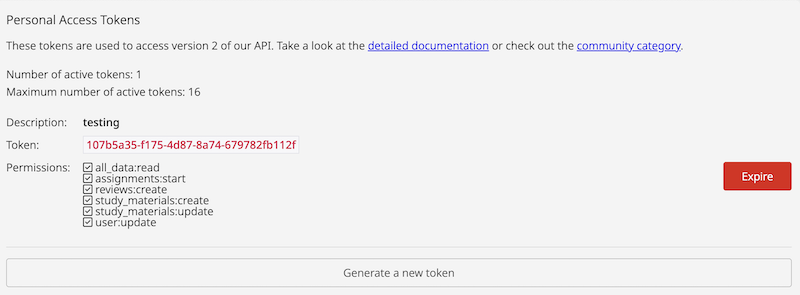 Personal Access Tokens
These tokens are used to access version 2 of our API. Take a look at the detailed documentation or check out the community category.
Number of active tokens: 1
Maximum number of active tokens: 16
Description: testing
Token: 107b5a35-f175-4d87-8a74-679782fb112f
Permissions: all_data:read
assignments:start
reviews:create
study_materials:create
study_materials:update
user:update
Expire
Generate a new token